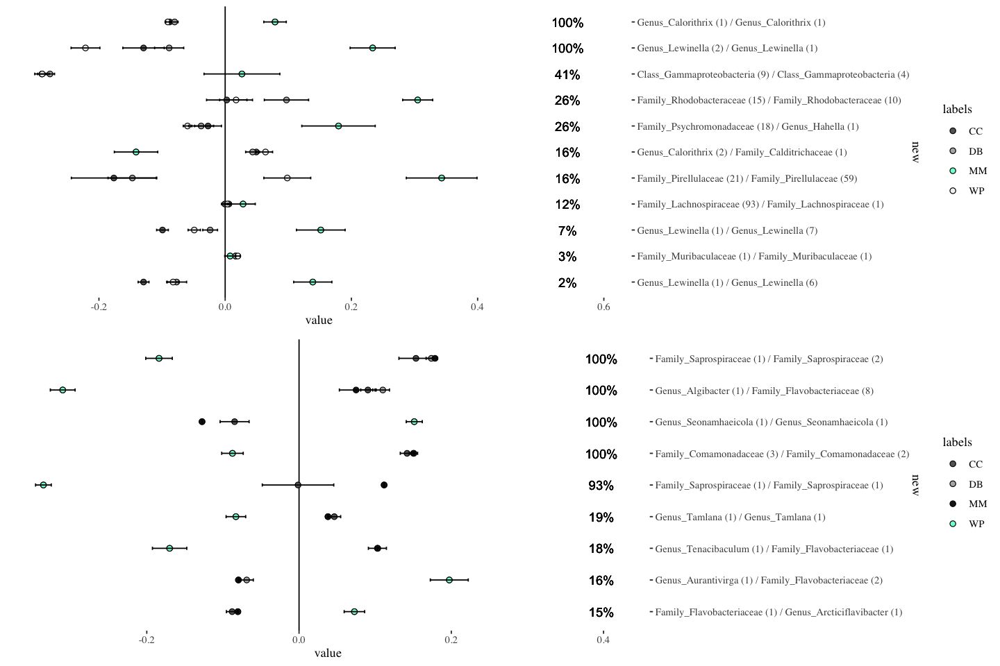 100% Genus_Calorithrix (1) / Genus_Calorithrix (1)
100% Genus_Lewinella (2) / Genus_Lewinella (1)
41% Class_Gammaproteobacteria (9) / Class_Gammaproteobacteria (4)
26% Family_Rhodobacteraceae (15) / Family_Rhodobacteraceae (10)
26% Family_Psychromonadaceae (18) / Genus_Hahella (1)
16% Genus_Calorithrix (2) / Family_Calditrichaceae (1)
16% Family_Pirellulaceae (21) / Family_Pirellulaceae (59)
12% Family_Lachnospiraceae (93) / Family_Lachnospiraceae (1)
7% Genus_Lewinella (1) / Genus_Lewinella (7)
3% Family_Muribaculaceae (1) / Family_Muribaculaceae (1)
2% Genus_Lewinella (1) / Genus_Lewinella (6)
-0.2 0.0 0.2 0.4 0.6
value
new
labels
CC
DB
MM
WP
100% Family_Saprospiraceae (1) / Family_Saprospiraceae (2)
100% Genus_Algibacter (1) / Family_Flavobacteriaceae (8)
100% Genus_Seonamhaeicola (1) / Genus_Seonamhaeicola (1)
100% Family_Comamonadaceae (3) / Family_Comamonadaceae (2)
93% Family_Saprospiraceae (1) / Family_Saprospiraceae (1)
19% Genus_Tamlana (1) / Genus_Tamlana (1)
18% Genus_Tenacibaculum (1) / Family_Flavobacteriaceae (1)
16% Genus_Aurantivirga (1) / Family_Flavobacteriaceae (2)
15% Family_Flavobacteriaceae (1) / Genus_Arcticiflavibacter (1)
-0.2 0.0 0.2 0.4
value
new
labels
CC
DB
MM
WP